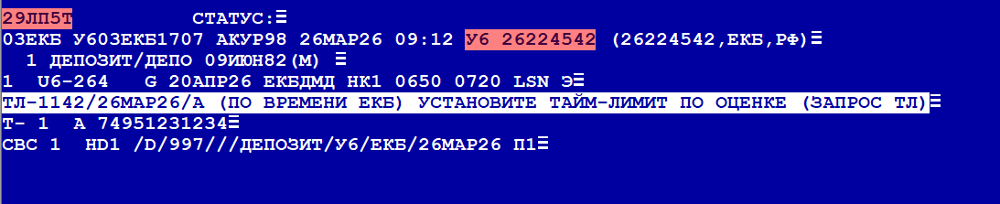 29ЛП5Т СТАТУС:
03ЕКБ У603ЕКБ1707 АКУР98 26МАР26 09:12 У6 26224542 (26224542,ЕКБ,РФ)
1 ДЕПОЗИТ/ДЕПО 09ИЮН82(М)
1 U6-264 G 20АПР26 ЕКБДМД НК1 0650 0720 LSN Э
ТЛ-1142/26МАР26/А (ПО ВРЕМЕНИ ЕКБ) УСТАНОВИТЕ ТАЙМ-ЛИМИТ ПО ОЦЕНКЕ (ЗАПРОС ТЛ)
Т- 1 А 74951231234
СВС 1 HD1 /D/997///ДЕПОЗИТ/У6/ЕКБ/26МАР26 П1